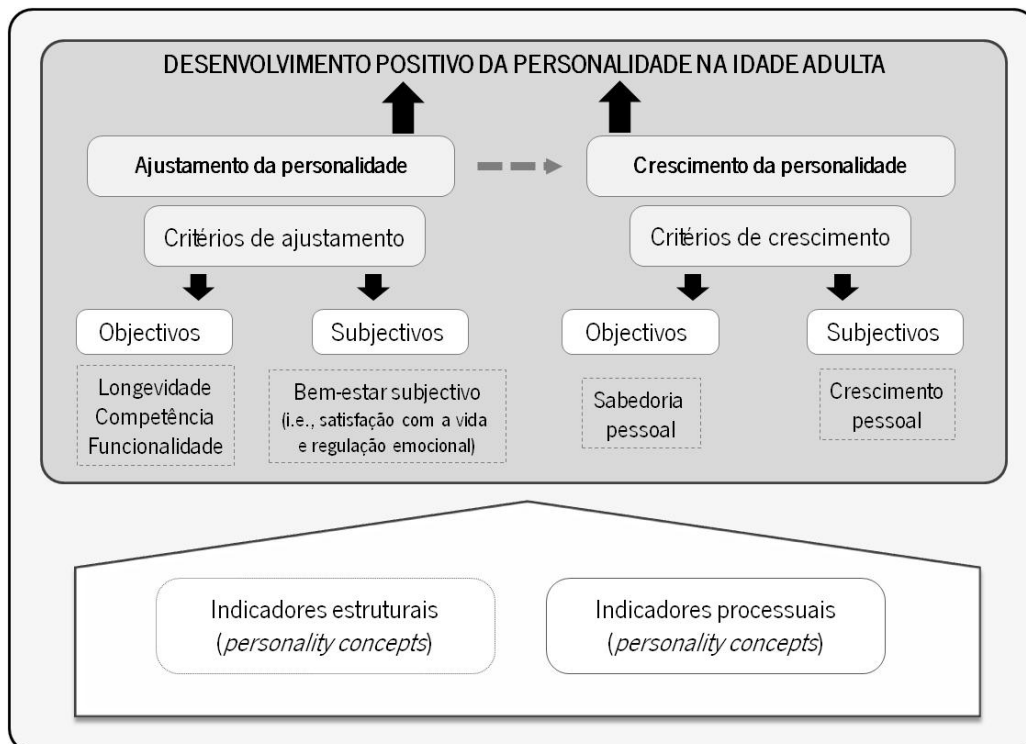 DESENVOLVIMENTO POSITIVO DA PERSONALIDADE NA IDADE ADULTA
Ajustamento da personalidade
Crescimento da personalidade
Critérios de ajustamento
Critérios de crescimento
Objectivos
Subjectivos
Objectivos
Subjectivos
Longevidade
Competência
Funcionalidade
Bem-estar subjectivo
(i.e., satisfação com a vida
e regulação emocional)
Sabedoria
pessoal
Crescimento
pessoal
Indicadores estruturais
(personality concepts)
Indicadores processuais
(personality concepts)